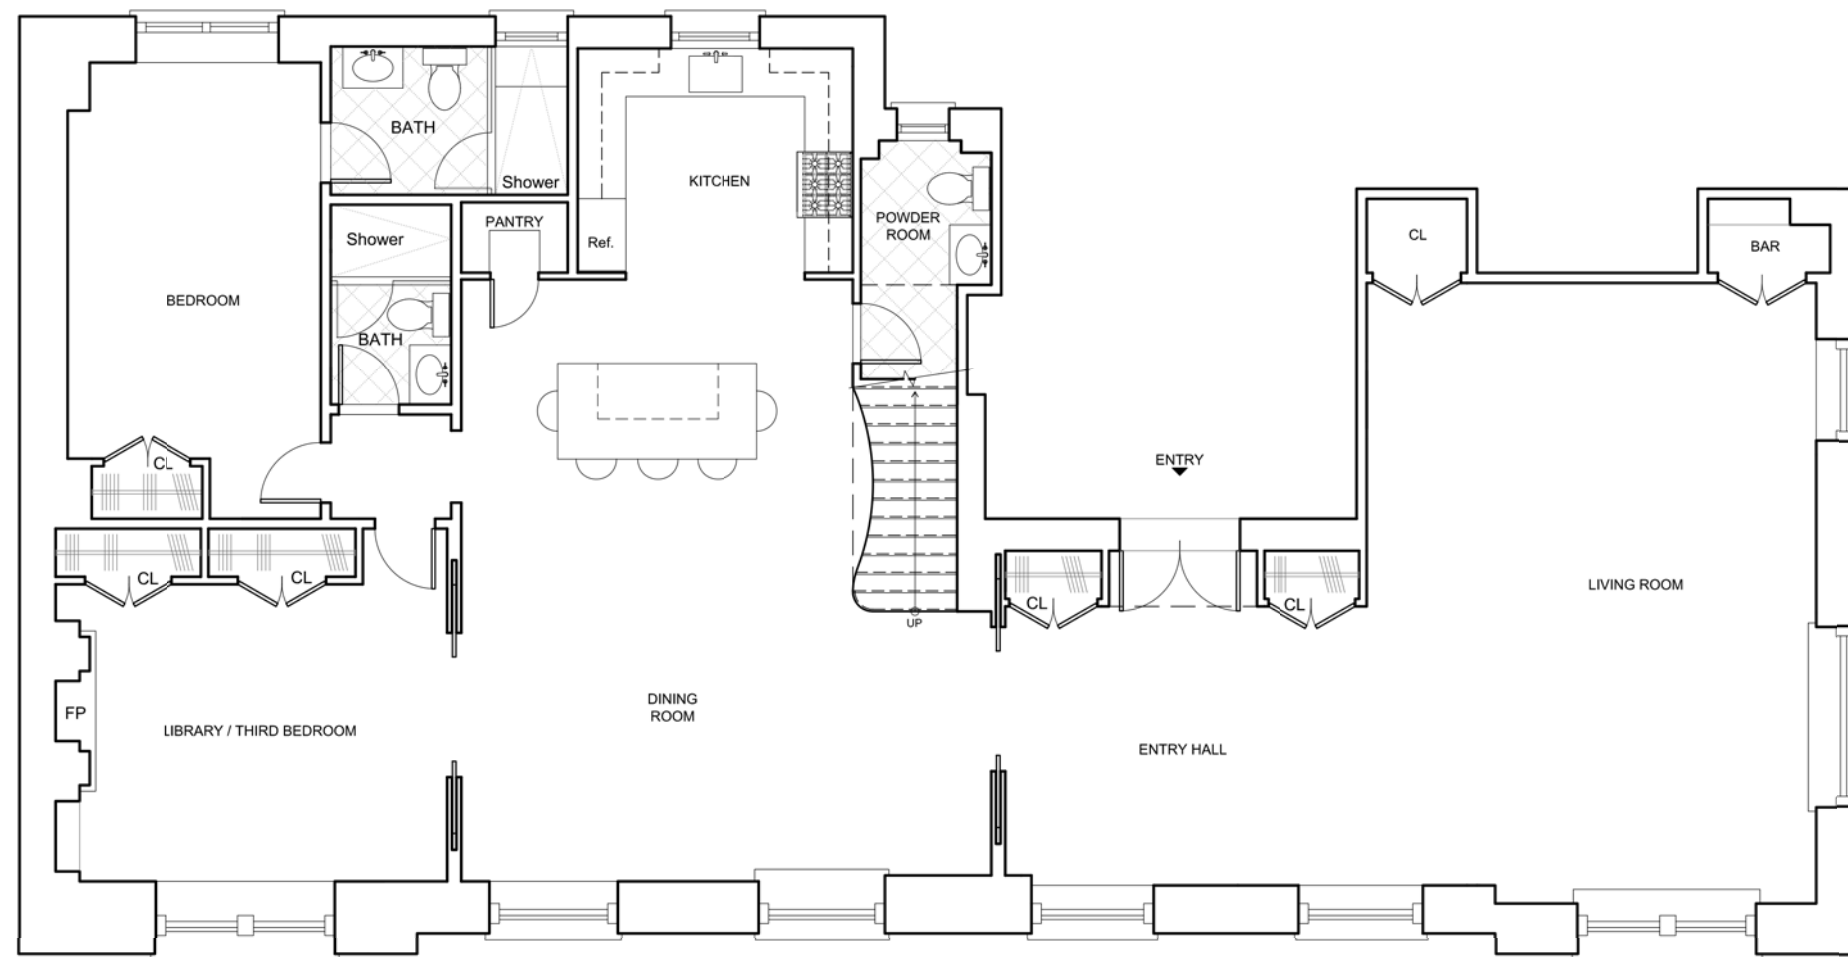 BATH
Shower
KITCHEN
PANTRY
POWDER
ROOM
Shower
Ref.
CL
BAR
BEDROOM
BATH
CL
ENTRY
CL
CL
LIVING ROOM
CL
CL
UP
FP
LIBRARY / THIRD BEDROOM
DINING
ROOM
ENTRY HALL